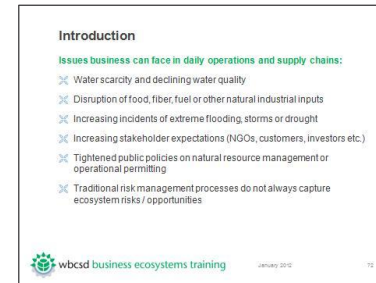 Introduction
Issues business can face in daily operations and supply chains:
Water scarcity and declining water quality
Disruption of food, fiber, fuel or other natural industrial inputs
Increasing incidents of extreme flooding, storms or drought
Increasing stakeholder expectations (NGOs, customers, investors etc.)
Tightened public policies on natural resource management or
operational permitting
Traditional risk management processes do not always capture
ecosystem risks / opportunities
wbcsd business ecosystems training January 2012 72